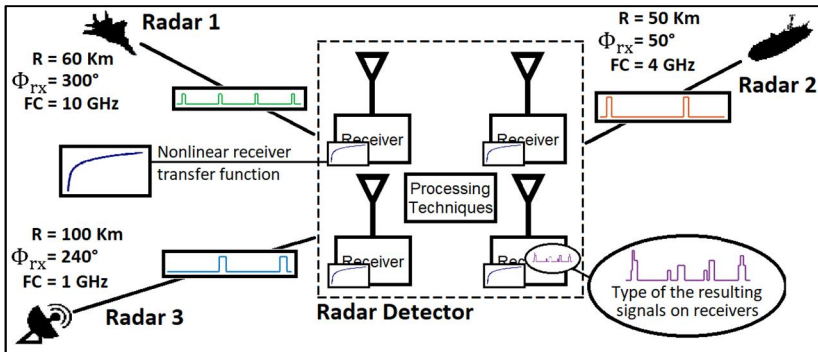 Radar 1
R = 60 Km
Φrx = 300°
FC = 10 GHz
R = 50 Km
Φrx = 50°
FC = 4 GHz
Radar 2
Receiver
Receiver
Nonlinear receiver
transfer function
Processing
Techniques
R = 100 Km
Φrx = 240°
FC = 1 GHz
Receiver
Rec
Radar 3
Radar Detector
Type of the resulting
signals on receivers